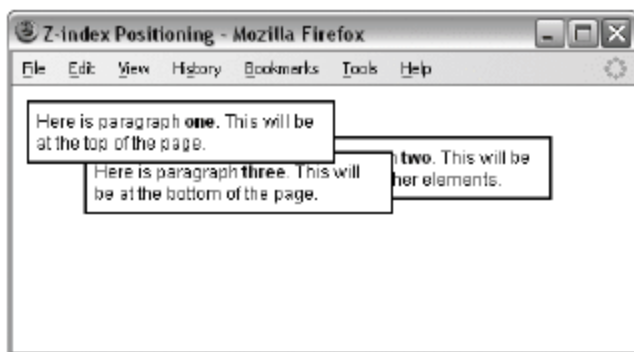 Z-index Positioning - Mozilla Firefox
File Edit View History Bookmarks Tools Help
Here is paragraph one. This will be
at the top of the page.
two. This will be
her elements.
Here is paragraph three. This will
be at the bottom of the page.